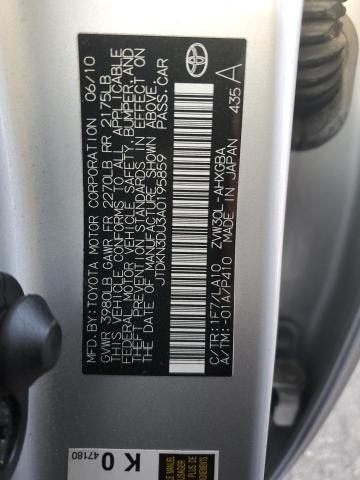 MFD.BY:TOYOTA MOTOR CORPORATION 06/10
GVWR 3980LB GAWR FR 2270LB RR 2175LB
THIS VEHICLE CONFORMS TO ALL APPLICABLE
FEDERAL MOTOR VEHICLE SAFETY, BUMPER, AND
THEFT PREVENTION STANDARDS IN EFFECT ON
THE DATE OF MANUFACTURE SHOWN ABOVE.
JTDKN3DU3A0195859 PASS.CAR
C/TR:1F7/LA10 ZVW30L-AHXGBA
A/TM:-01A/P410 MADE IN JAPAN
435 A
TOYOTA
K 0
47180
MANUEL